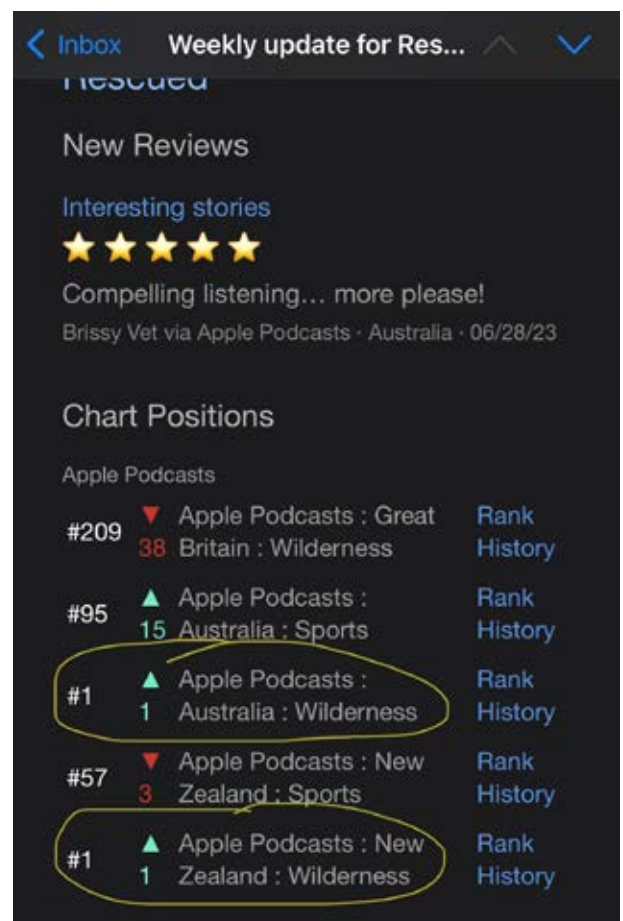 Inbox Weekly update for Res...
Rescued
New Reviews
Interesting stories
Compelling listening... more please!
Brissy Vet via Apple Podcasts · Australia · 06/28/23
Chart Positions
Apple Podcasts
#209 ▼ 38 Apple Podcasts : Great Rank
Britain : Wilderness History
#95 ▲ 15 Apple Podcasts : Rank
Australia : Sports History
#1 ▲ 1 Apple Podcasts : Rank
Australia : Wilderness History
#57 ▼ 3 Apple Podcasts : New Rank
Zealand : Sports History
#1 ▲ 1 Apple Podcasts : New Rank
Zealand : Wilderness History